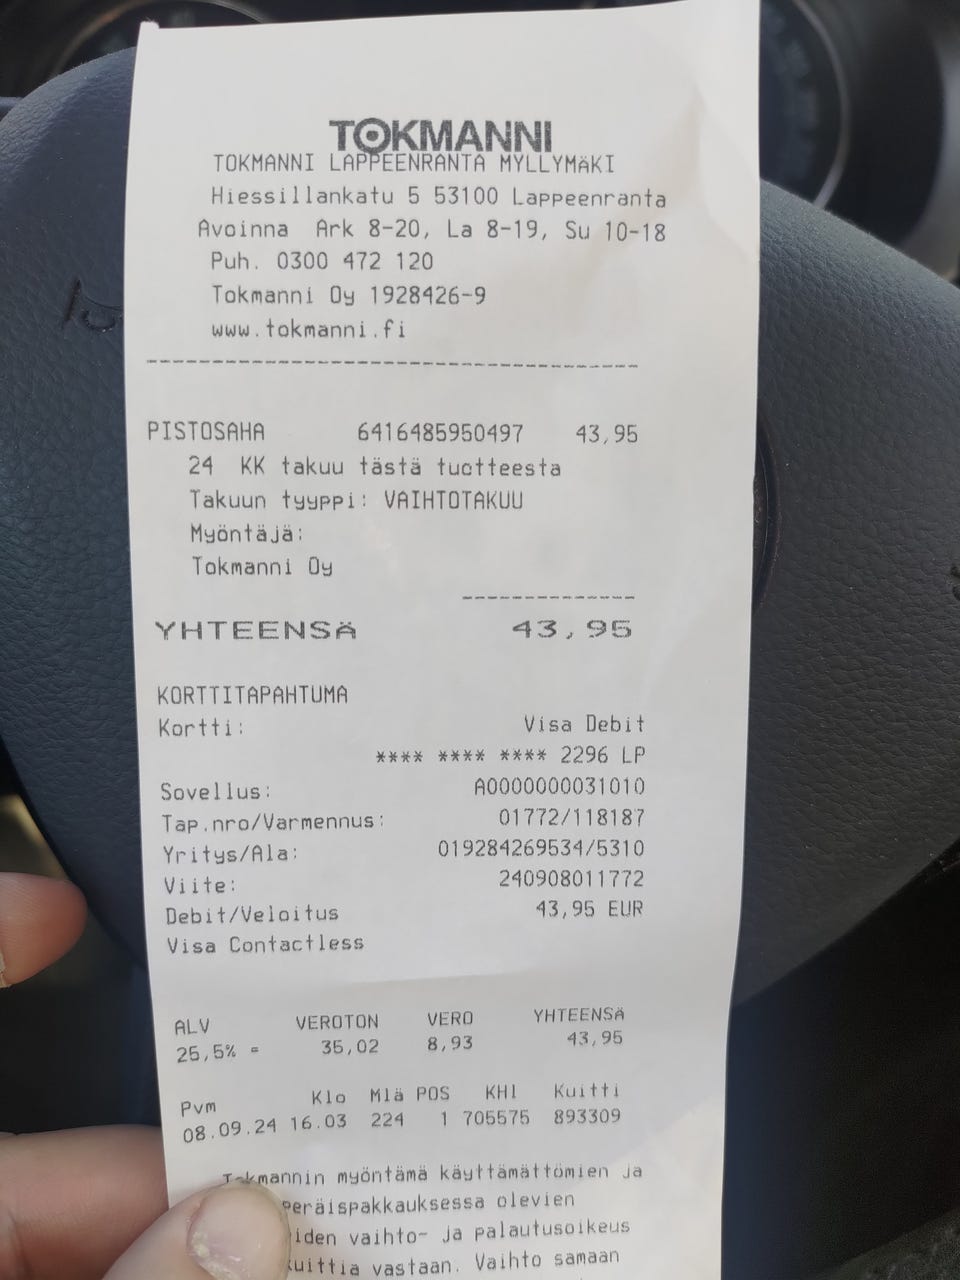 TOKMANNI
TOKMANNI LAPPEENRANTA MYLLYMÄKI
Hiessillankatu 5 53100 Lappeenranta
Avoinna Ark 8-20, La 8-19, Su 10-18
Puh. 0300 472 120
Tokmanni Oy 1928426-9
www.tokmanni.fi
PISTOSAHA 6416485950497 43,95
24 KK takuu tästä tuotteesta
Takuun tyyppi: VAIHTOTAKUU
Myöntäjä:
Tokmanni Oy
YHTEENSÄ 43,95
KORTTITAPAHTUMA
Kortti: Visa Debit
**** **** **** 2296 LP
Sovellus: A0000000031010
Tap.nro/Varmennus: 01772/118187
Yritys/Ala: 019284269534/5310
Viite: 240908011772
Debit/Veloitus 43,95 EUR
Visa Contactless
ALV VEROTON VERO YHTEENSÄ
25,5% = 35,02 8,93 43,95
Pvm Klo Mlä POS KHl Kuitti
08.09.24 16.03 224 1 705575 893309
Tokmannin myöntämä käyttämättömien ja
peräispakkauksessa olevien
iden vaihto- ja palautusoikeus
kuittia vastaan. Vaihto samaan